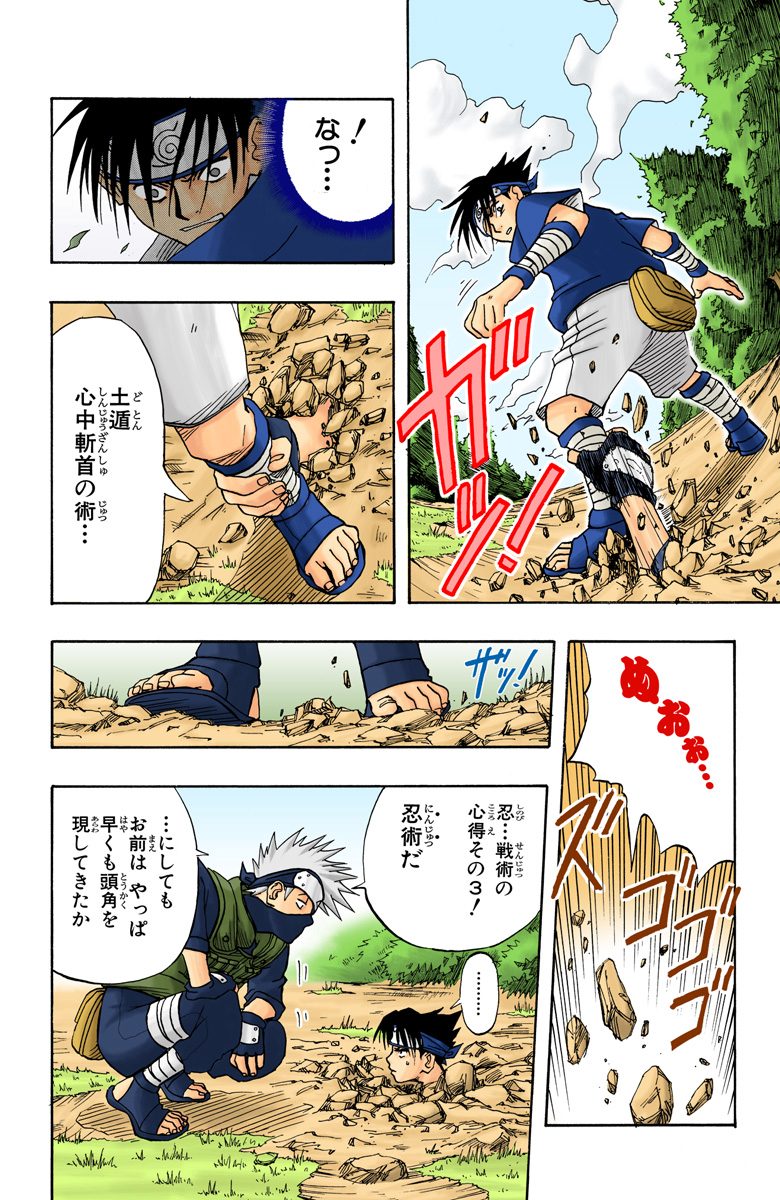 ガッ！
！
なっ…
土遁
心中斬首の術…
ぬぉぉぉ…
ズゴゴゴ
ザッ！
忍…戦術の
心得その３！
忍術だ
………
…にしても
お前は やっぱ
早くも頭角を
現してきたか